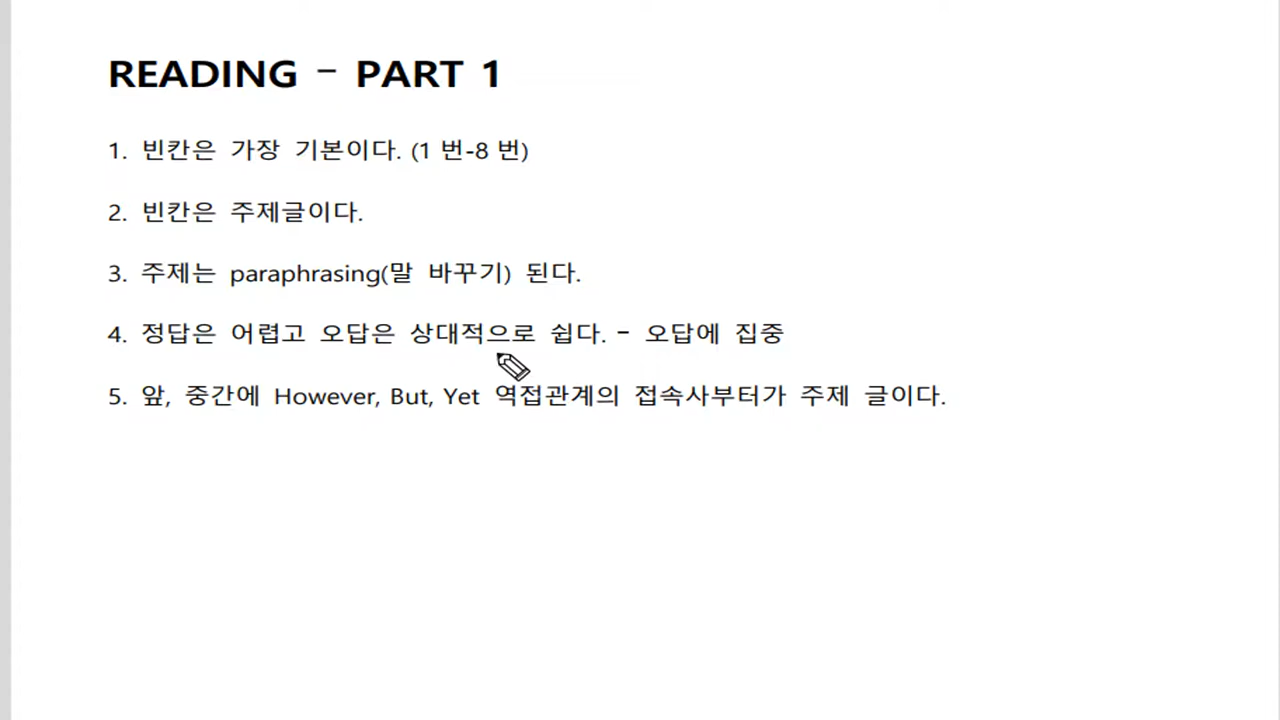 READING - PART 1
1. 빈칸은 가장 기본이다. (1 번-8 번)
2. 빈칸은 주제글이다.
3. 주제는 paraphrasing(말 바꾸기) 된다.
4. 정답은 어렵고 오답은 상대적으로 쉽다. - 오답에 집중
5. 앞, 중간에 However, But, Yet 역접관계의 접속사부터가 주제 글이다.